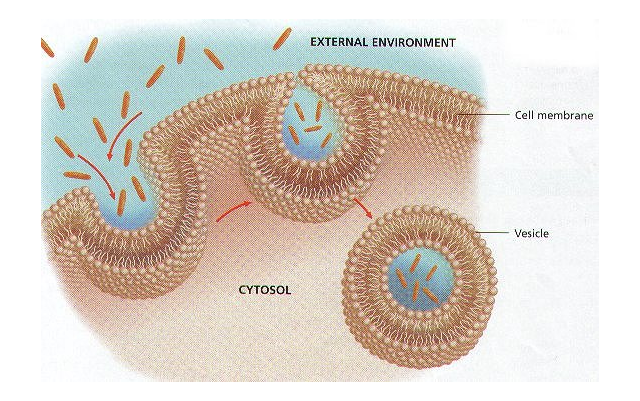 EXTERNAL ENVIRONMENT
Cell membrane
Vesicle
CYTOSOL